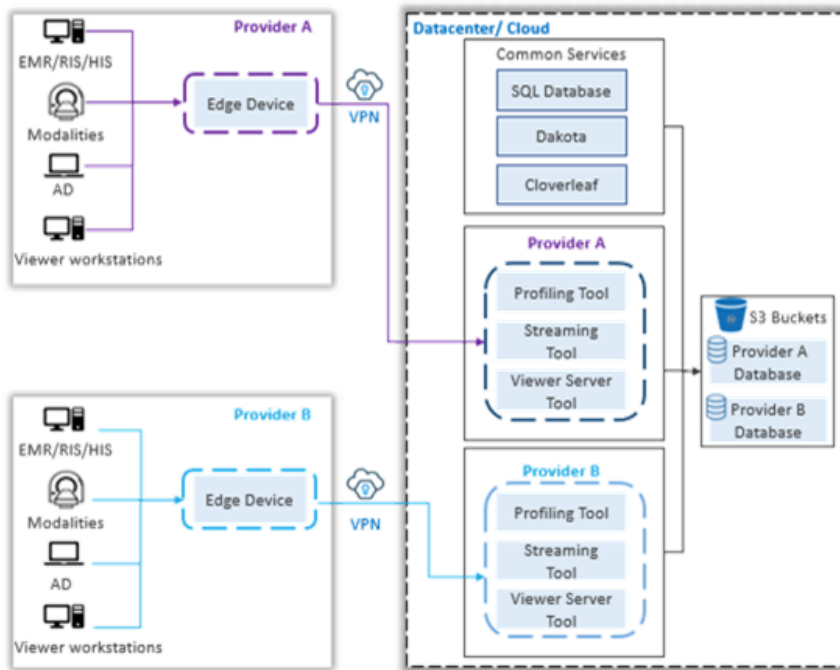 Provider A
EMR/RIS/HIS
Modalities
AD
Viewer workstations
Edge Device
VPN
Provider B
EMR/RIS/HIS
Modalities
AD
Viewer workstations
Edge Device
VPN
Datacenter/ Cloud
Common Services
SQL Database
Dakota
Cloverleaf
Provider A
Profiling Tool
Streaming
Tool
Viewer Server
Tool
Provider B
Profiling Tool
Streaming
Tool
Viewer Server
Tool
S3 Buckets
Provider A
Database
Provider B
Database